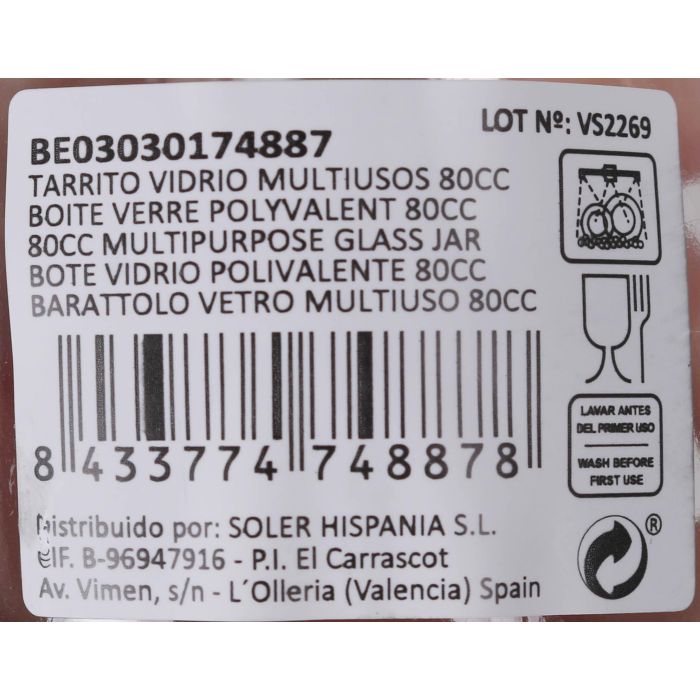 BE03030174887
LOT Nº: VS2269
TARRITO VIDRIO MULTIUSOS 80CC
BOITE VERRE POLYVALENT 80CC
80CC MULTIPURPOSE GLASS JAR
BOTE VIDRIO POLIVALENTE 80CC
BARATTOLO VETRO MULTIUSO 80CC
8 433774 748878
LAVAR ANTES
DEL PRIMER USO
WASH BEFORE
FIRST USE
Distribuido por: SOLER HISPANIA S.L.
CIF. B-96947916 - P.I. El Carrascot
Av. Vimen, s/n - L´Olleria (Valencia) Spain
®